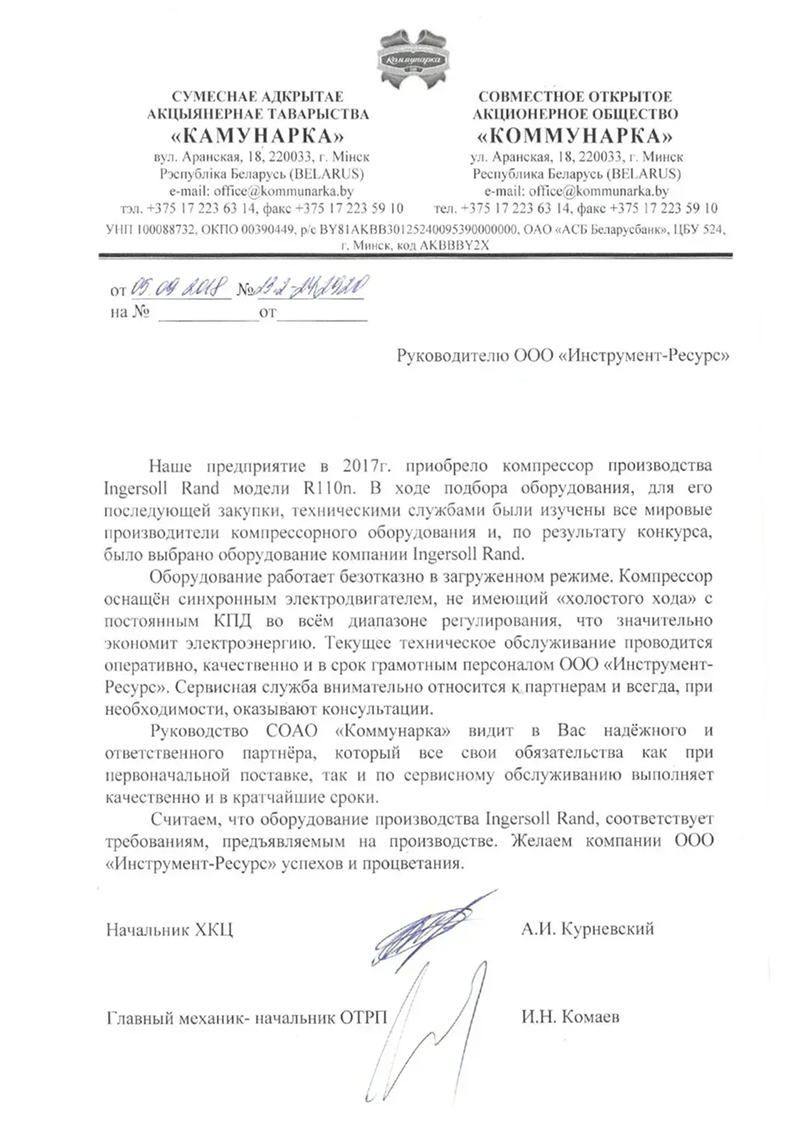 Коммунарка
СУМЕСНАЕ АДКРЫТАЕ
АКЦЫЯНЕРНАЕ ТАВАРЫСТВА
«КАМУНАРКА»
вул. Аранская, 18, 220033, г. Мінск
Рэспубліка Беларусь (BELARUS)
e-mail: office@kommunarka.by
тэл. +375 17 223 63 14, факс +375 17 223 59 10
СОВМЕСТНОЕ ОТКРЫТОЕ
АКЦИОНЕРНОЕ ОБЩЕСТВО
«КОММУНАРКА»
ул. Аранская, 18, 220033, г. Минск
Республика Беларусь (BELARUS)
e-mail: office@kommunarka.by
тел. +375 17 223 63 14, факс +375 17 223 59 10
УНП 100088732, ОКПО 00390449, р/с BY81AKBB30125240095390000000, ОАО «АСБ Беларусбанк», ЦБУ 524,
г. Минск, код AKBBBY2X
от 05.09.2018 №
на № ____________от___________
Руководителю ООО «Инструмент-Ресурс»
Наше предприятие в 2017г. приобрело компрессор производства
Ingersoll Rand модели R110n. В ходе подбора оборудования, для его
последующей закупки, техническими службами были изучены все мировые
производители компрессорного оборудования и, по результату конкурса,
было выбрано оборудование компании Ingersoll Rand.
Оборудование работает безотказно в загруженном режиме. Компрессор
оснащён синхронным электродвигателем, не имеющий «холостого хода» с
постоянным КПД во всём диапазоне регулирования, что значительно
экономит электроэнергию. Текущее техническое обслуживание проводится
оперативно, качественно и в срок грамотным персоналом ООО «Инструмент-
Ресурс». Сервисная служба внимательно относится к партнерам и всегда, при
необходимости, оказывают консультации.
Руководство СОАО «Коммунарка» видит в Вас надёжного и
ответственного партнёра, который все свои обязательства как при
первоначальной поставке, так и по сервисному обслуживанию выполняет
качественно и в кратчайшие сроки.
Считаем, что оборудование производства Ingersoll Rand, соответствует
требованиям, предъявляемым на производстве. Желаем компании ООО
«Инструмент-Ресурс» успехов и процветания.
Начальник ХКЦ
А.И. Курневский
Главный механик- начальник ОТРП
И.Н. Комаев